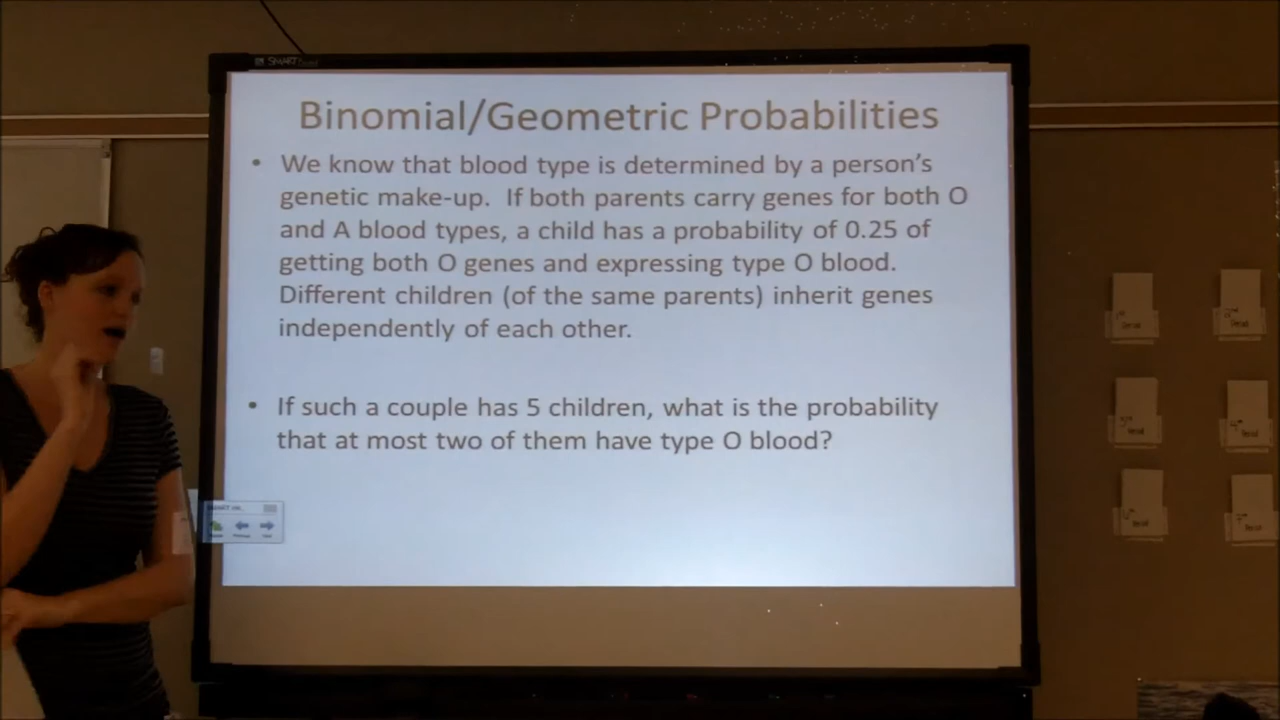 SMART Board
Binomial/Geometric Probabilities
• We know that blood type is determined by a person's
genetic make-up. If both parents carry genes for both O
and A blood types, a child has a probability of 0.25 of
getting both O genes and expressing type O blood.
Different children (of the same parents) inherit genes
independently of each other.
• If such a couple has 5 children, what is the probability
that at most two of them have type O blood?